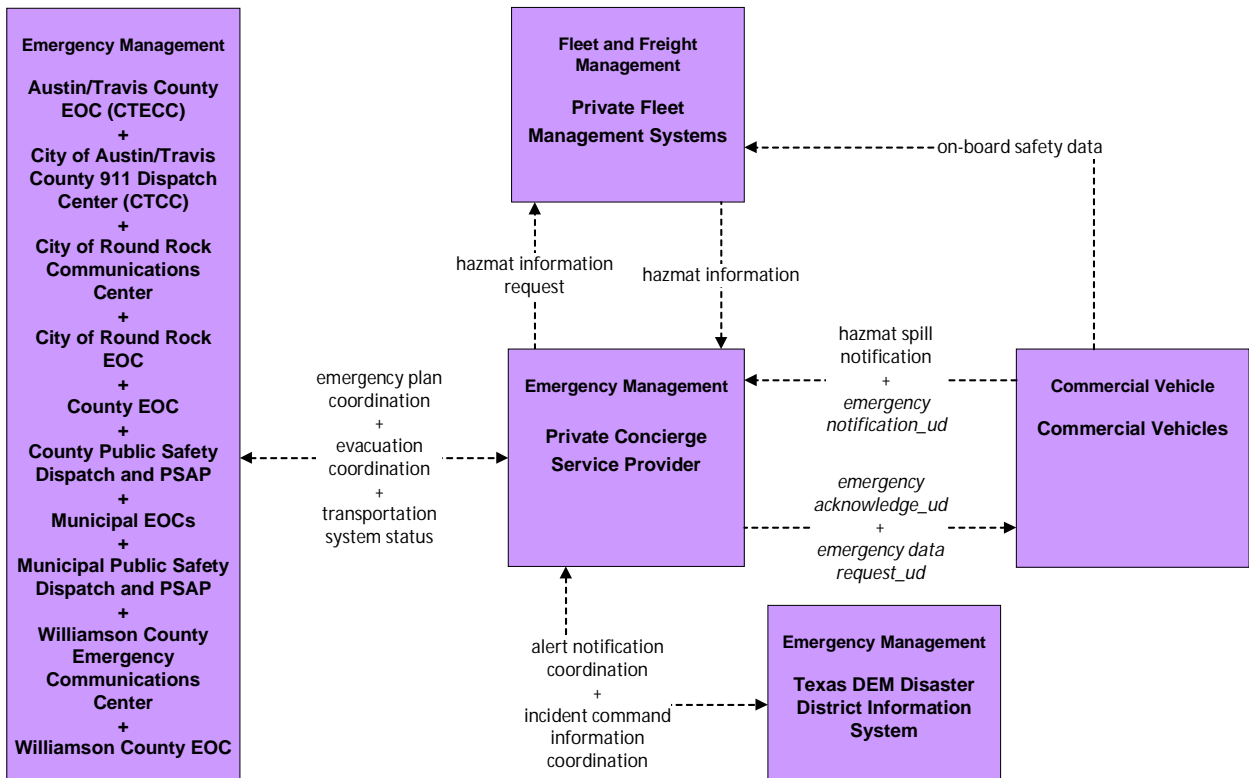 Emergency Management
Austin/Travis County
EOC (CTECC)
+
City of Austin/Travis
County 911 Dispatch
Center (CTCC)
+
City of Round Rock
Communications
Center
+
City of Round Rock
EOC
+
County EOC
+
County Public Safety
Dispatch and PSAP
+
Municipal EOCs
+
Municipal Public Safety
Dispatch and PSAP
+
Williamson County
Emergency
Communications
Center
+
Williamson County EOC
Fleet and Freight
Management
Private Fleet
Management Systems
on-board safety data
hazmat information
request
hazmat information
emergency plan
coordination
+
evacuation
coordination
+
transportation
system status
Emergency Management
Private Concierge
Service Provider
hazmat spill
notification
+
emergency
notification_ud
emergency
acknowledge_ud
+
emergency data
request_ud
Commercial Vehicle
Commercial Vehicles
alert notification
coordination
+
incident command
information
coordination
Emergency Management
Texas DEM Disaster
District Information
System